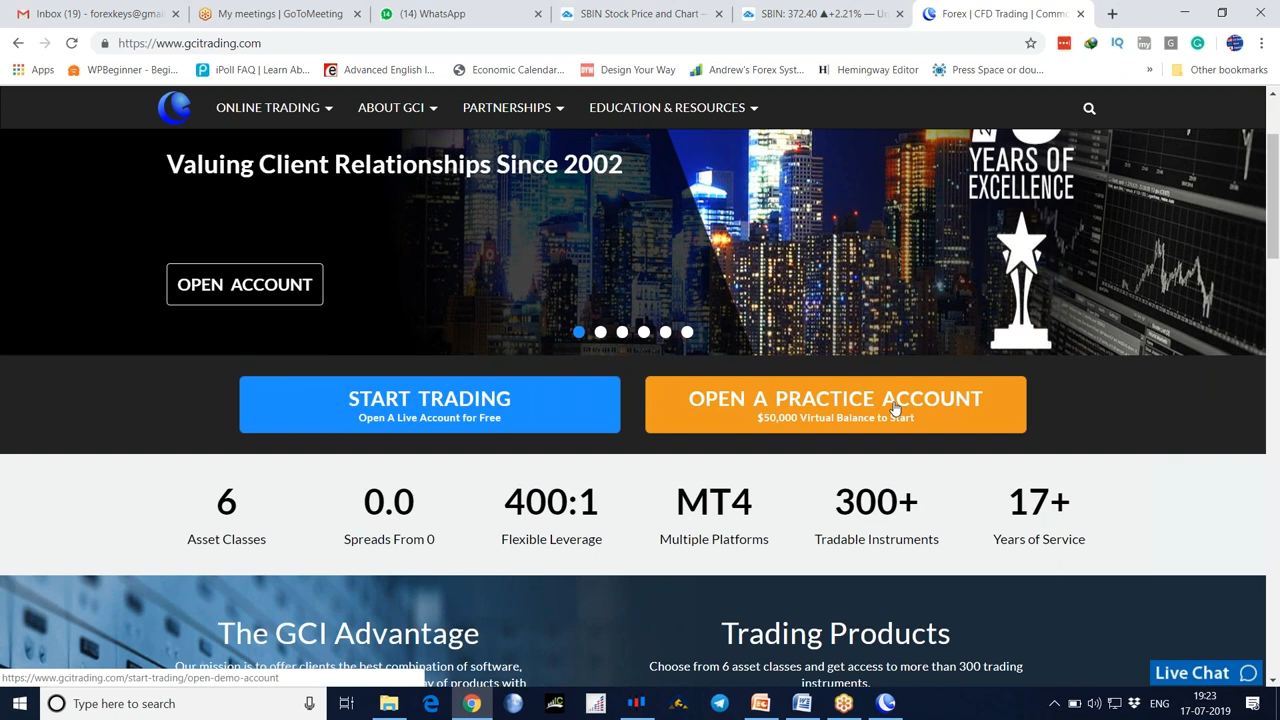 Inbox (19) - forexkeys@gma
My meetings | GoToMeeting
(14) WhatsApp
SBIN Stock Price and Chart —
SBIN: 372.40 ▲+2.21% — Un
Forex | CFD Trading | Commo
https://www.gcitrading.com
Apps
WPBeginner - Begi...
iPoll FAQ | Learn Ab...
Advanced English I...
Economic Calendar...
Design Your Way
Andrew's Forex Syst...
Hemingway Editor
Press Space or dou...
»
Other bookmarks
ONLINE TRADING
ABOUT GCI
PARTNERSHIPS
EDUCATION & RESOURCES
Valuing Client Relationships Since 2002
YEARS OF
EXCELLENCE
OPEN ACCOUNT
START TRADING
Open A Live Account for Free
OPEN A PRACTICE ACCOUNT
$50,000 Virtual Balance to Start
6
Asset Classes
0.0
Spreads From 0
400:1
Flexible Leverage
MT4
Multiple Platforms
300+
Tradable Instruments
17+
Years of Service
The GCI Advantage
Our mission is to offer clients the best combination of software,
ny of products with
Trading Products
Choose from 6 asset classes and get access to more than 300 trading
instruments.
Live Chat
https://www.gcitrading.com/start-trading/open-demo-account
Type here to search
ENG
19:23
17-07-2019